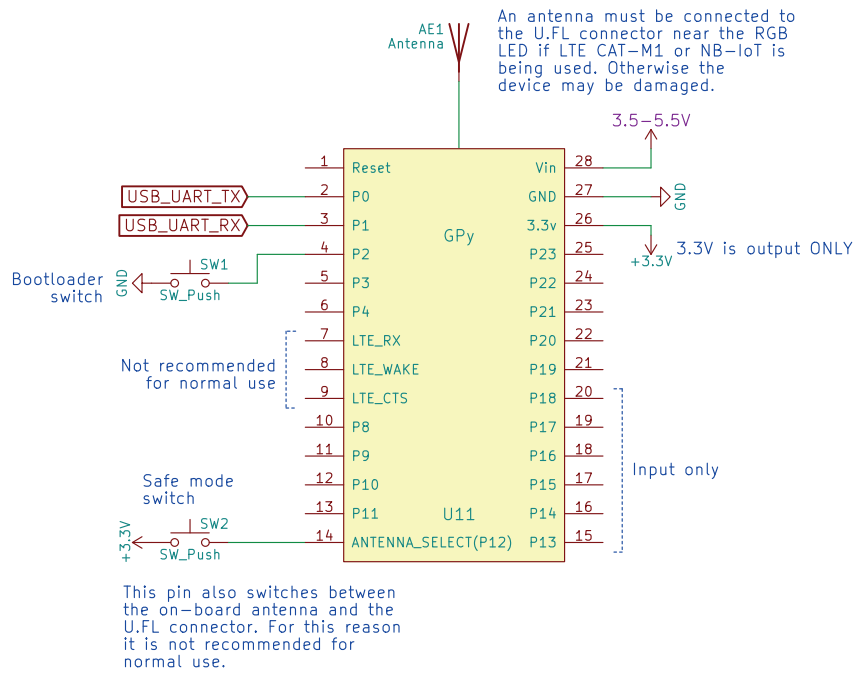 An antenna must be connected to
the U.FL connector near the RGB
LED if LTE CAT-M1 or NB-IoT is
being used. Otherwise the
device may be damaged.
AE1
Antenna
3.5-5.5V
1 Reset Vin 28
USB_UART_TX 2 P0 GND 27 GND
USB_UART_RX 3 P1 3.3v 26
GPy
+3.3V 3.3V is output ONLY
4 P2 P23 25
SW1
SW_Push
GND
Bootloader
switch
5 P3 P22 24
6 P4 P21 23
7 LTE_RX P20 22
8 LTE_WAKE P19 21
9 LTE_CTS P18 20
Not recommended
for normal use
10 P8 P17 19
11 P9 P16 18
12 P10 P15 17
Input only
13 P11 P14 16
U11
14 ANTENNA_SELECT(P12) P13 15
Safe mode
switch
SW2
SW_Push
+3.3V
This pin also switches between
the on-board antenna and the
U.FL connector. For this reason
it is not recommended for
normal use.